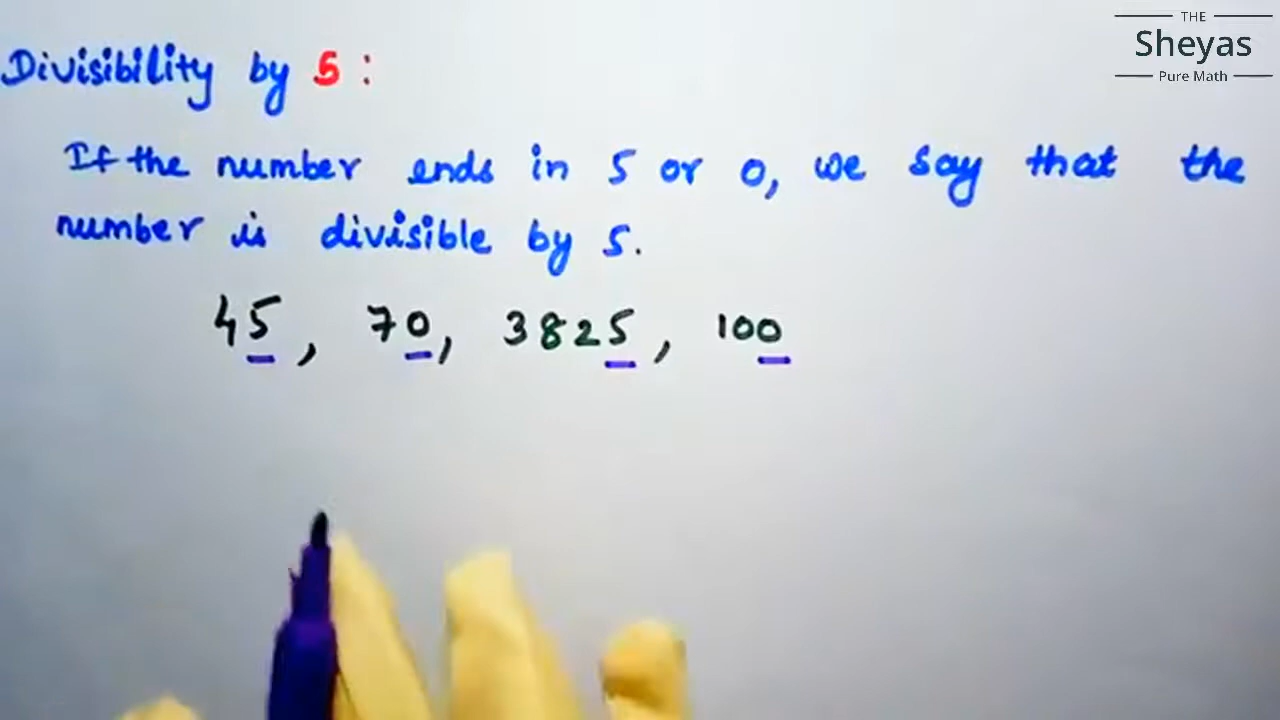 THE
Sheyas
Pure Math
Divisibility by 5 :
If the number ends in 5 or 0, we say that the
number is divisible by 5.
45 , 70, 3825 , 100